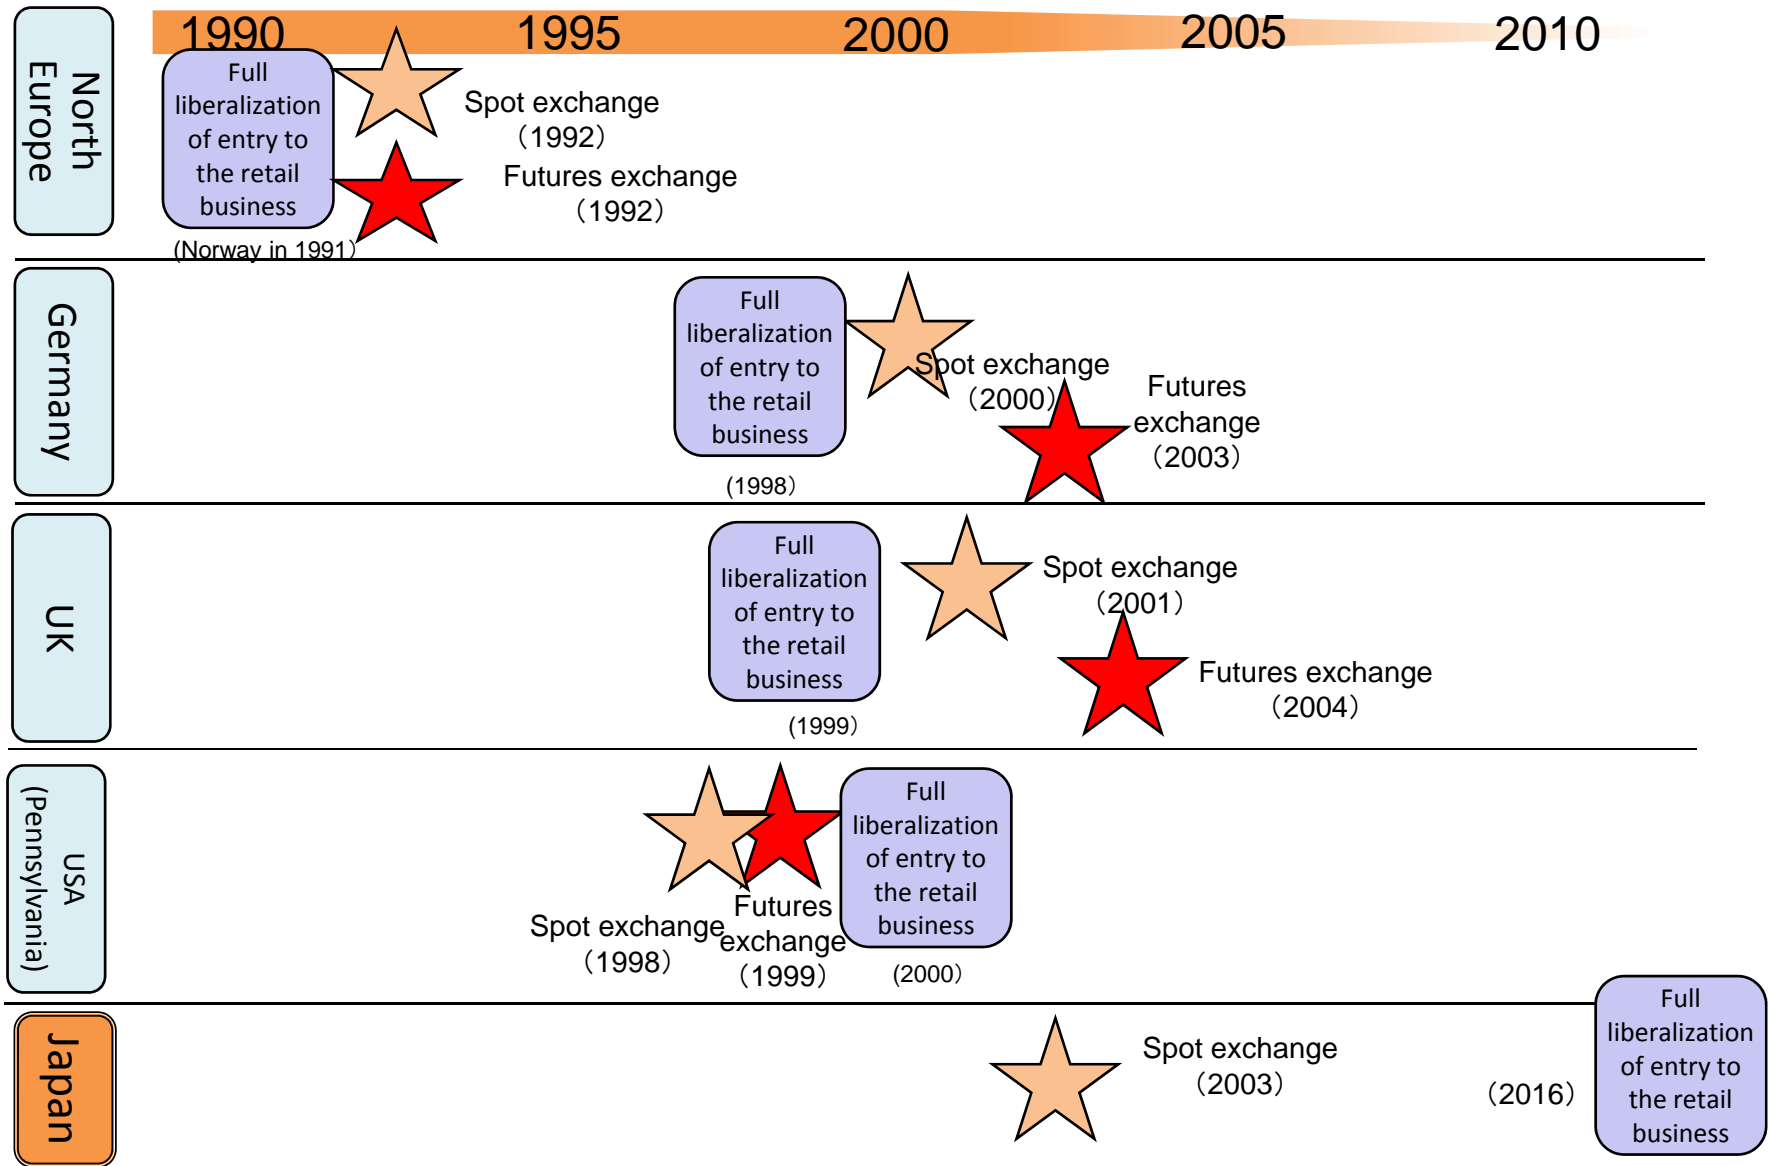 1990
1995
2000
2005
2010
North
Europe
Full
liberalization
of entry to
the retail
business
(Norway in 1991）
Spot exchange
（1992）
Futures exchange
（1992）
Germany
Full
liberalization
of entry to
the retail
business
(1998）
Spot exchange
（2000）
Futures
exchange
（2003）
UK
Full
liberalization
of entry to
the retail
business
(1999）
Spot exchange
（2001）
Futures exchange
（2004）
USA
(Pennsylvania)
Spot exchange
（1998）
Futures
exchange
（1999）
Full
liberalization
of entry to
the retail
business
(2000）
Japan
Spot exchange
（2003）
（2016）
Full
liberalization
of entry to
the retail
business